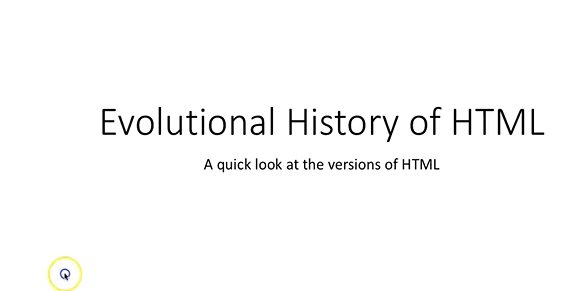 Evolutional History of HTML
A quick look at the versions of HTML